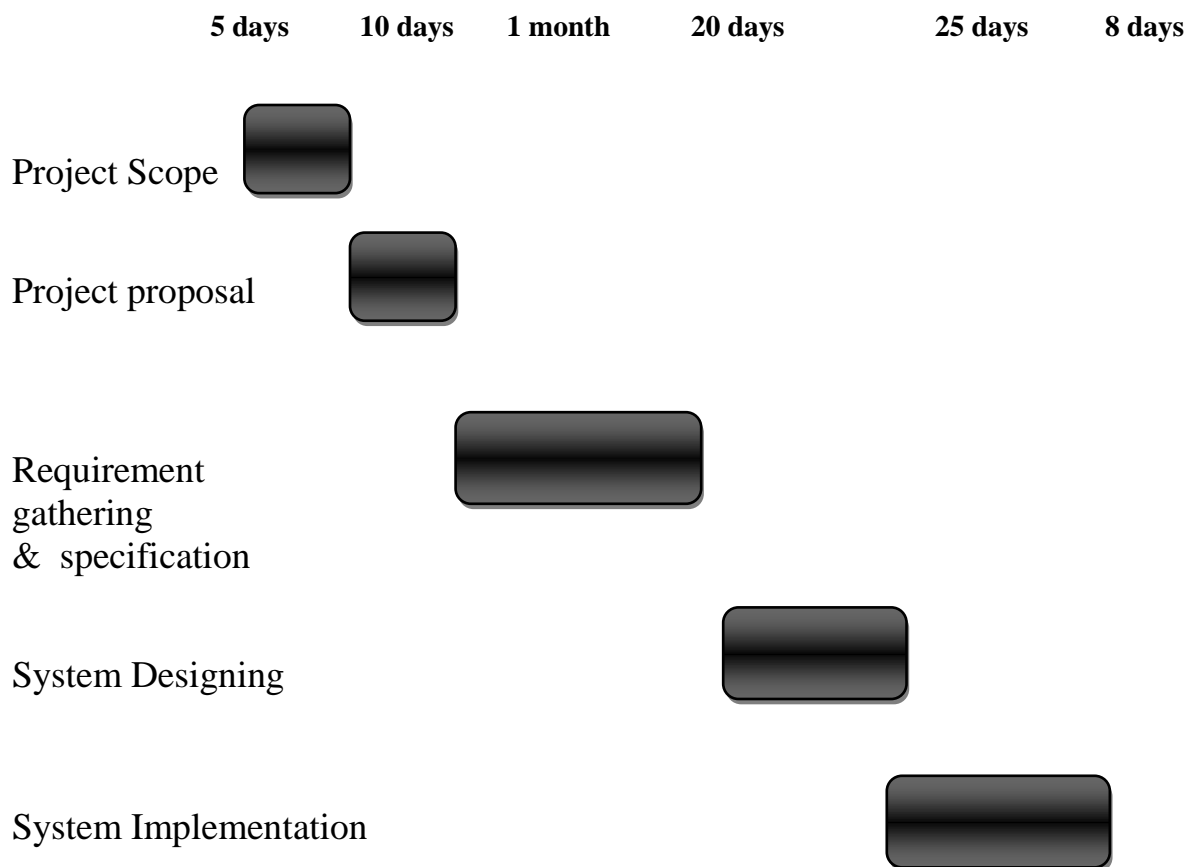 5 days 10 days 1 month 20 days 25 days 8 days
Project Scope
Project proposal
Requirement
gathering
& specification
System Designing
System Implementation